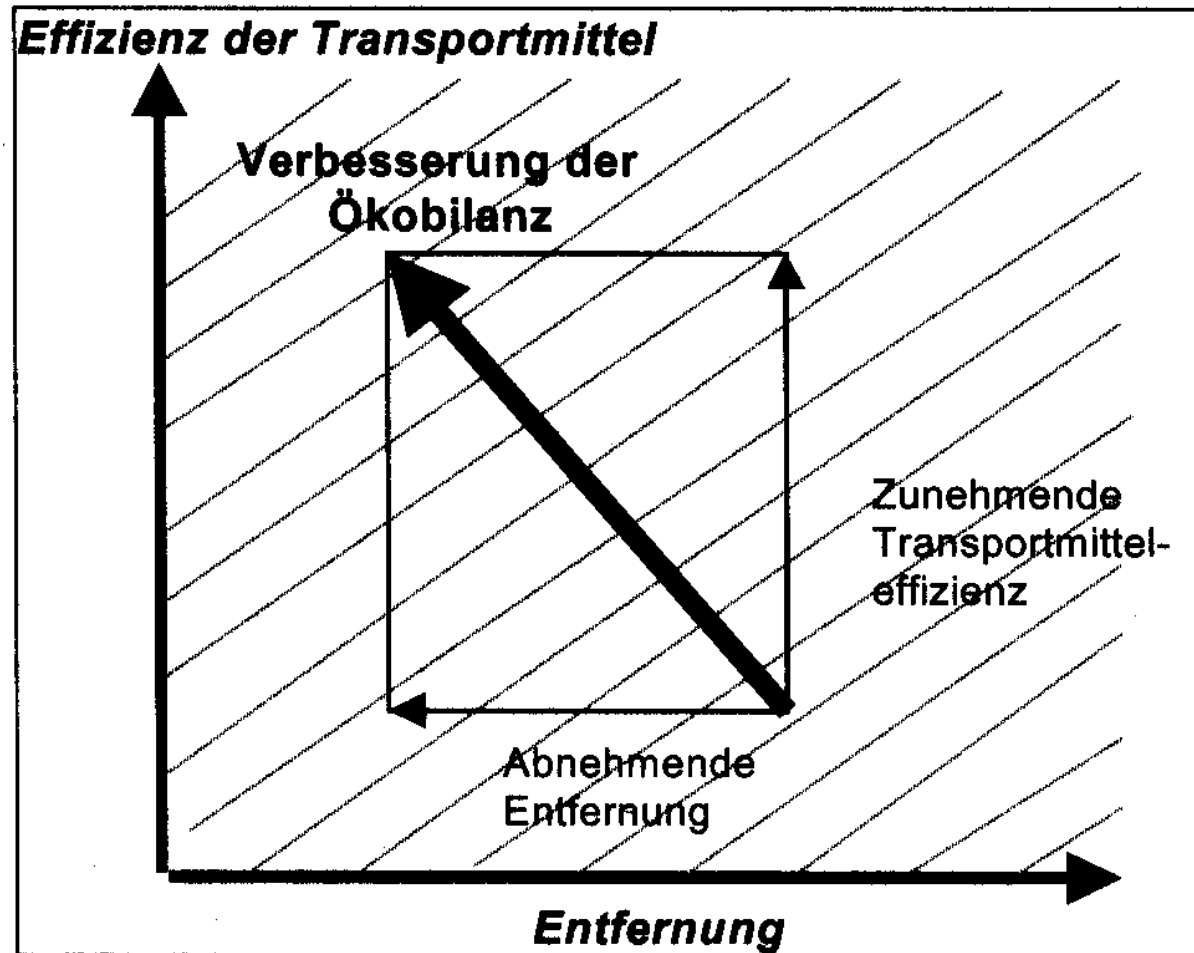 Effizienz der Transportmittel
Verbesserung der
Ökobilanz
Zunehmende
Transportmittel-
effizienz
Abnehmende
Entfernung
Entfernung